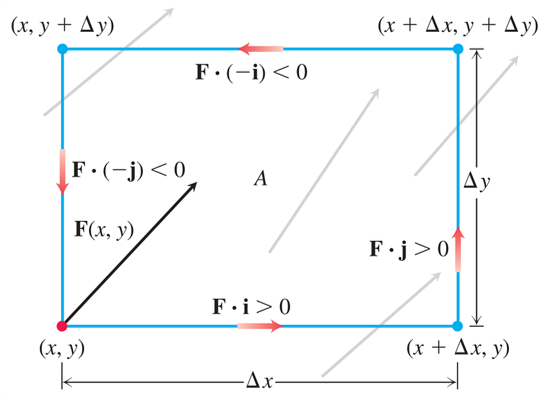 (x, y + Δy)
(x + Δx, y + Δy)
F · (−i) < 0
F · (−j) < 0
A
Δy
F(x, y)
F · j > 0
F · i > 0
(x, y)
(x + Δx, y)
Δx